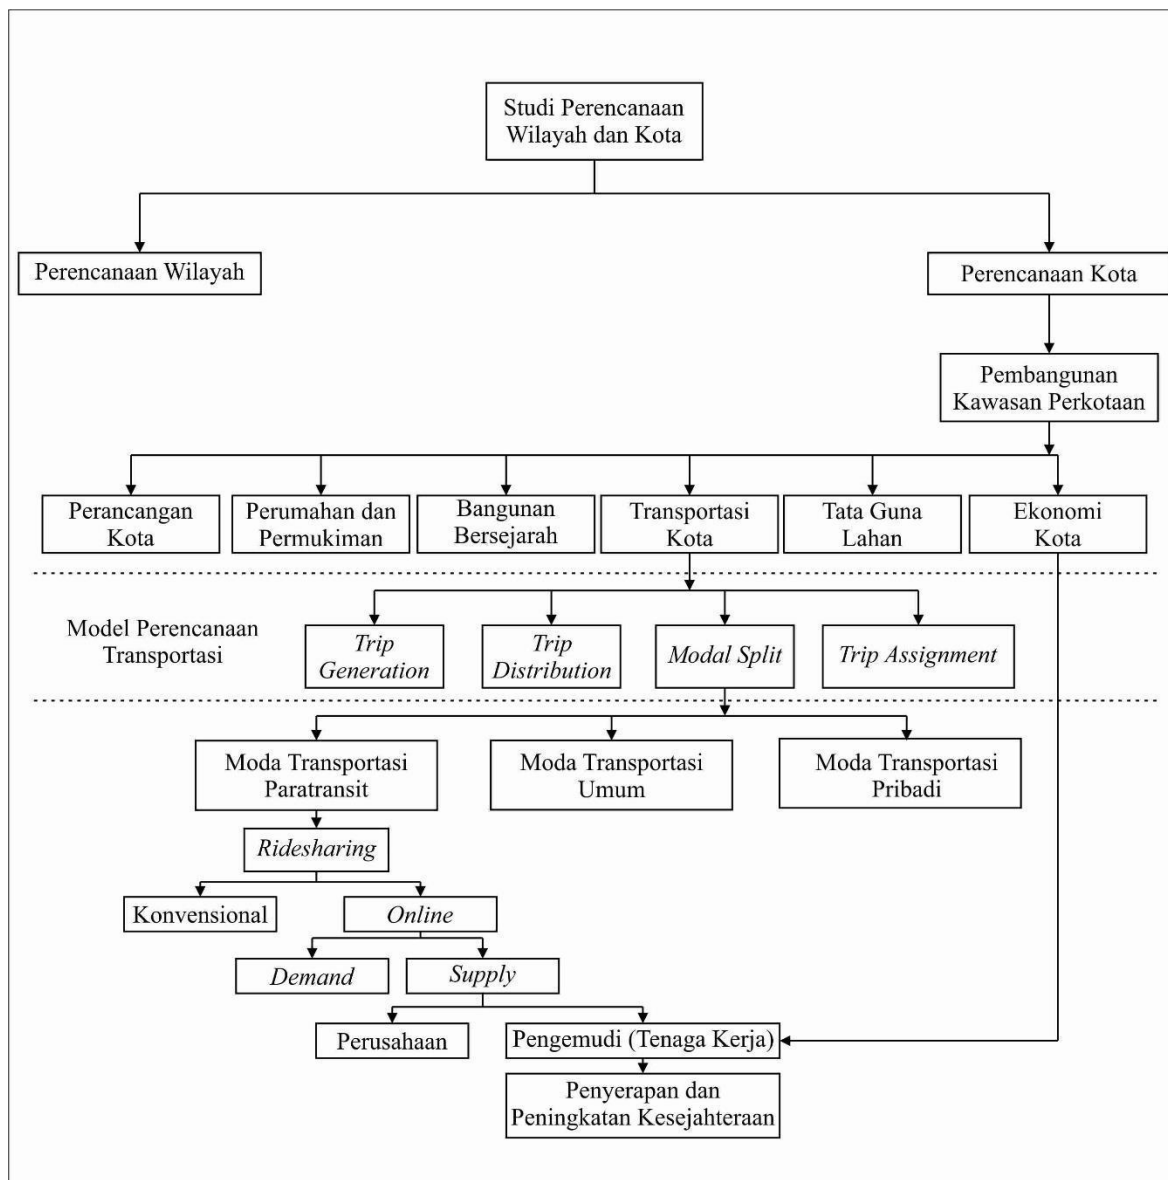 Studi Perencanaan
Wilayah dan Kota
Perencanaan Wilayah
Perencanaan Kota
Pembangunan
Kawasan Perkotaan
Perancangan
Kota
Perumahan dan
Permukiman
Bangunan
Bersejarah
Transportasi
Kota
Tata Guna
Lahan
Ekonomi
Kota
Model Perencanaan
Transportasi
Trip
Generation
Trip
Distribution
Modal Split
Trip Assignment
Moda Transportasi
Paratransit
Moda Transportasi
Umum
Moda Transportasi
Pribadi
Ridesharing
Konvensional
Online
Demand
Supply
Perusahaan
Pengemudi (Tenaga Kerja)
Penyerapan dan
Peningkatan Kesejahteraan